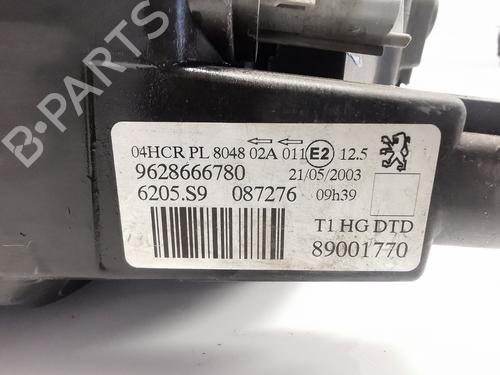 B-PARTS
04HCR PL 8048 02A 011 E2 12.5
9628666780 21/05/2003
6205.S9 087276 09h39
T1 HG DTD
89001770